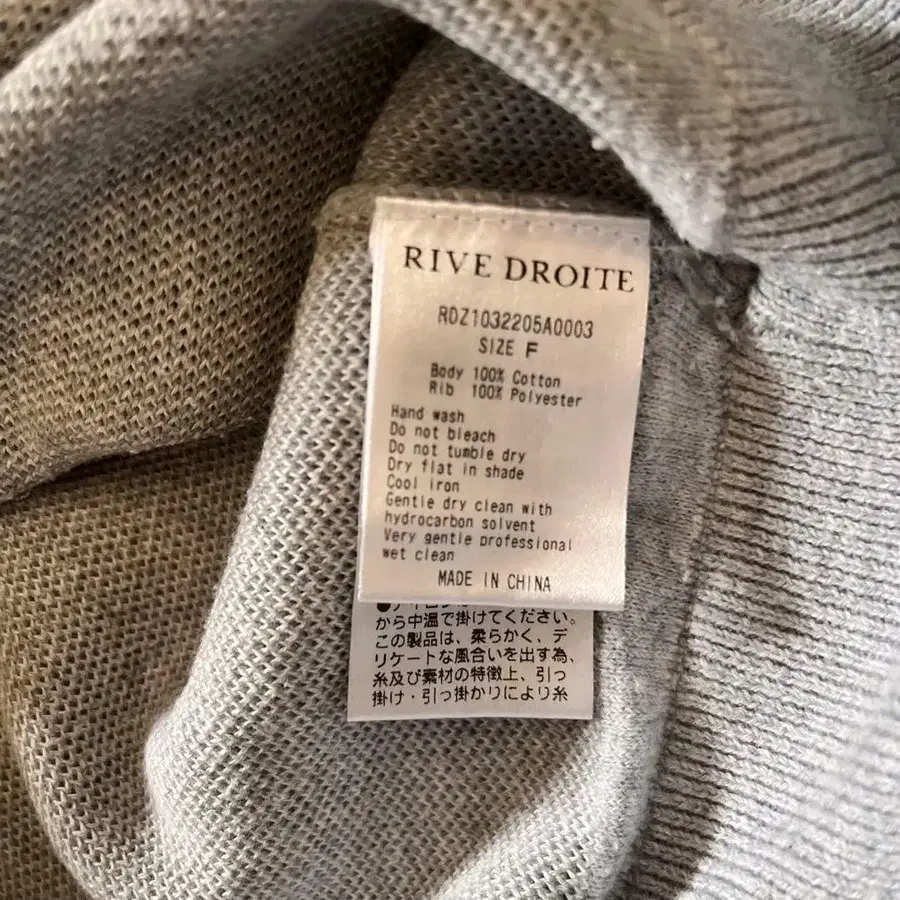 RIVE DROITE
RDZ1032205A0003
SIZE F
Body 100% Cotton
Rib 100% Polyester
Hand wash
Do not bleach
Do not tumble dry
Dry flat in shade
Cool iron
Gentle dry clean with
hydrocarbon solvent
Very gentle professional
wet clean
MADE IN CHINA
から中温で掛けてください。
この製品は、柔らかく、デ
リケートな風合いを出す為、
糸及び素材の特徴上、引っ
掛け・引っ掛かりにより糸